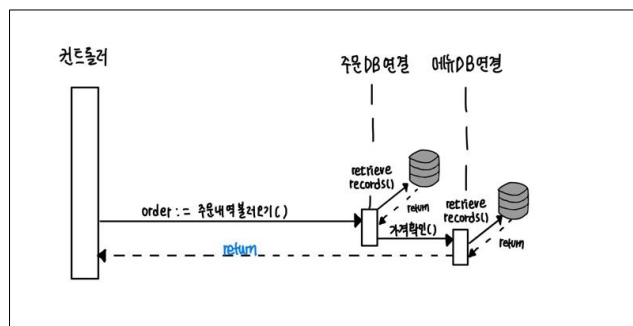 컨트롤러
주문DB연결
메뉴DB연결
retrieve
records()
return
order := 주문내역불러오기()
가격확인()
retrieve
records()
return
return